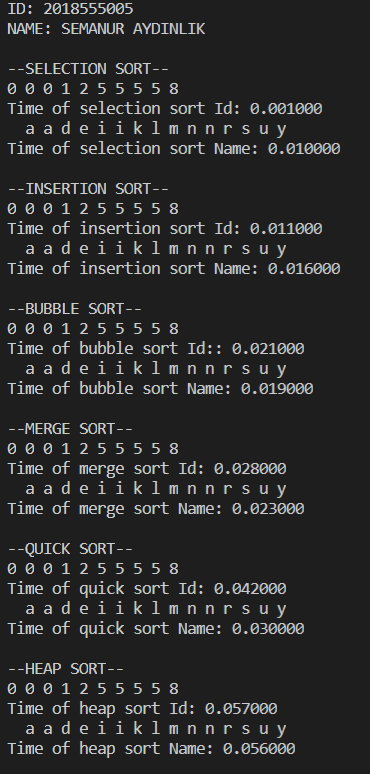 ID: 2018555005
NAME: SEMANUR AYDINLIK
--SELECTION SORT--
0 0 0 1 2 5 5 5 5 8
Time of selection sort Id: 0.001000
a a d e i i k l m n n r s u y
Time of selection sort Name: 0.010000
--INSERTION SORT--
0 0 0 1 2 5 5 5 5 8
Time of insertion sort Id: 0.011000
a a d e i i k l m n n r s u y
Time of insertion sort Name: 0.016000
--BUBBLE SORT--
0 0 0 1 2 5 5 5 5 8
Time of bubble sort Id:: 0.021000
a a d e i i k l m n n r s u y
Time of bubble sort Name: 0.019000
--MERGE SORT--
0 0 0 1 2 5 5 5 5 8
Time of merge sort Id: 0.028000
a a d e i i k l m n n r s u y
Time of merge sort Name: 0.023000
--QUICK SORT--
0 0 0 1 2 5 5 5 5 8
Time of quick sort Id: 0.042000
a a d e i i k l m n n r s u y
Time of quick sort Name: 0.030000
--HEAP SORT--
0 0 0 1 2 5 5 5 5 8
Time of heap sort Id: 0.057000
a a d e i i k l m n n r s u y
Time of heap sort Name: 0.056000